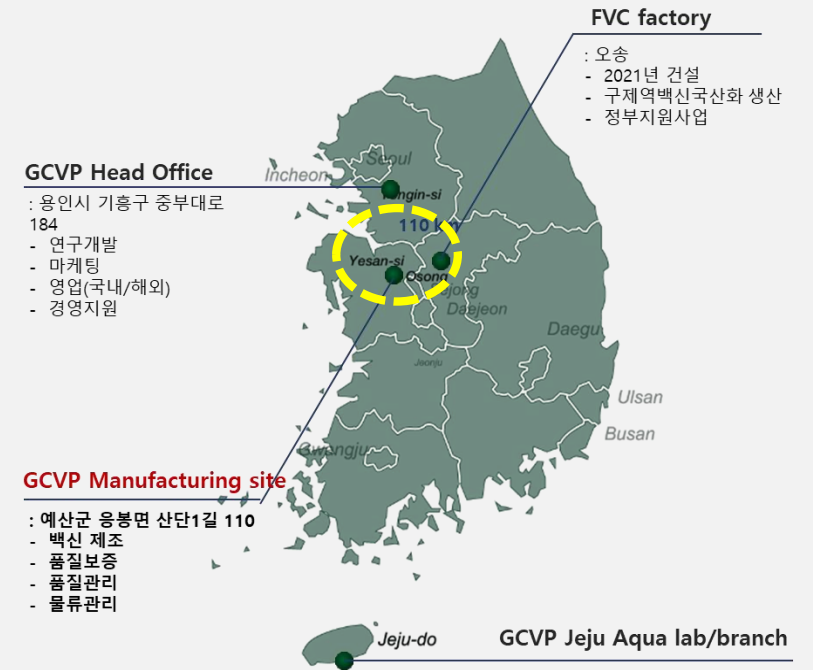 FVC factory
: 오송
- 2021년 건설
- 구제역백신국산화 생산
- 정부지원사업
GCVP Head Office
: 용인시 기흥구 중부대로
184
- 연구개발
- 마케팅
- 영업(국내/해외)
- 경영지원
Seoul
Incheon
110 km
Yesan-si
Osong
Daejeon
Daegu
Jeonju
Ulsan
Busan
Gwangju
GCVP Manufacturing site
: 예산군 응봉면 산단1길 110
- 백신 제조
- 품질보증
- 품질관리
- 물류관리
Jeju-do
GCVP Jeju Aqua lab/branch